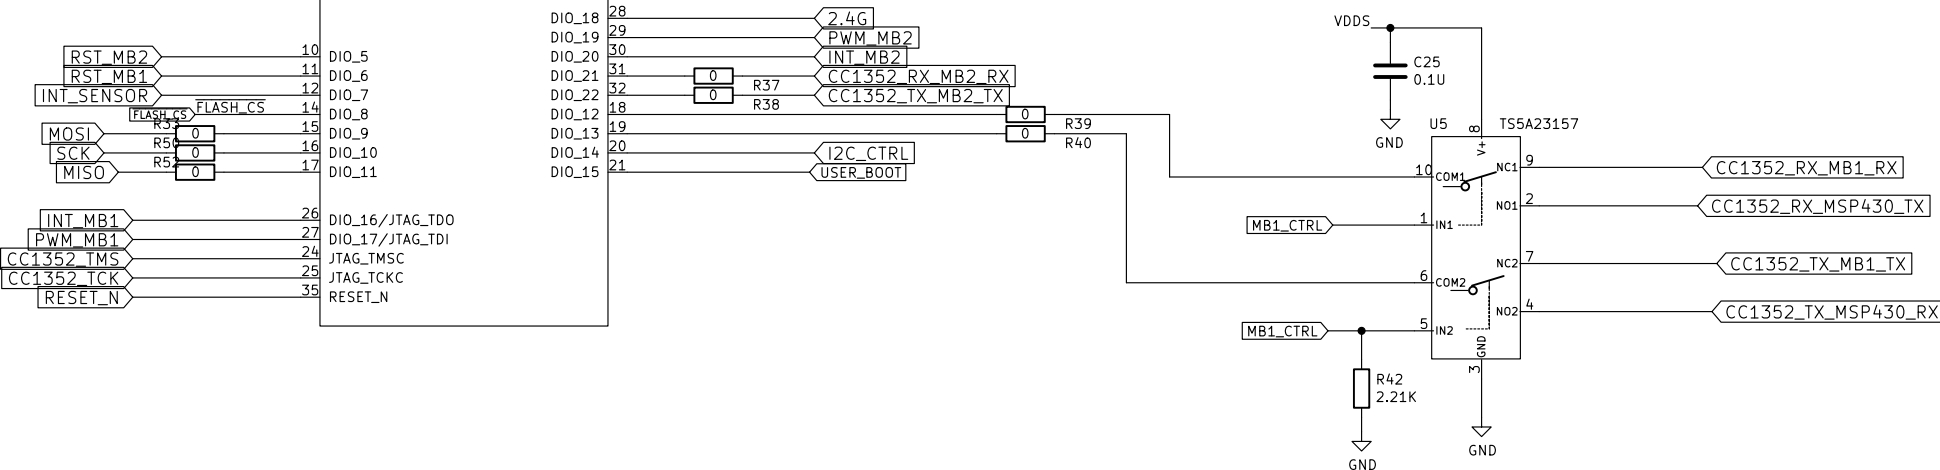 28
DIO_18
2.4G
29
DIO_19
PWM_MB2
RST_MB2
10
DIO_5
30
DIO_20
INT_MB2
RST_MB1
11
DIO_6
31
DIO_21
0
R37
CC1352_RX_MB2_RX
INT_SENSOR
12
DIO_7
32
DIO_22
0
R38
CC1352_TX_MB2_TX
FLASH_CS
FLASH_CS
14
DIO_8
18
DIO_12
0
R39
MOSI
R33
0
15
DIO_9
19
DIO_13
0
R40
SCK
R50
0
16
DIO_10
20
DIO_14
I2C_CTRL
MISO
R52
0
17
DIO_11
21
DIO_15
USER_BOOT
INT_MB1
26
DIO_16/JTAG_TDO
PWM_MB1
27
DIO_17/JTAG_TDI
CC1352_TMS
24
JTAG_TMSC
CC1352_TCK
25
JTAG_TCKC
RESET_N
35
RESET_N
VDDS
C25
0.1U
GND
U5
TS5A23157
8
V+
10
COM1
NC1
9
CC1352_RX_MB1_RX
NO1
2
CC1352_RX_MSP430_TX
MB1_CTRL
1
IN1
NC2
7
CC1352_TX_MB1_TX
6
COM2
NO2
4
CC1352_TX_MSP430_RX
MB1_CTRL
5
IN2
GND
3
R42
2.21K
GND
GND